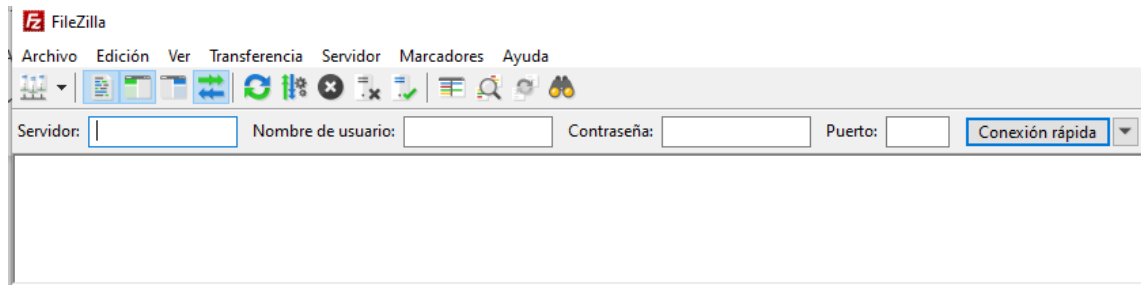 FileZilla
Archivo Edición Ver Transferencia Servidor Marcadores Ayuda
Servidor: Nombre de usuario: Contraseña: Puerto: Conexión rápida